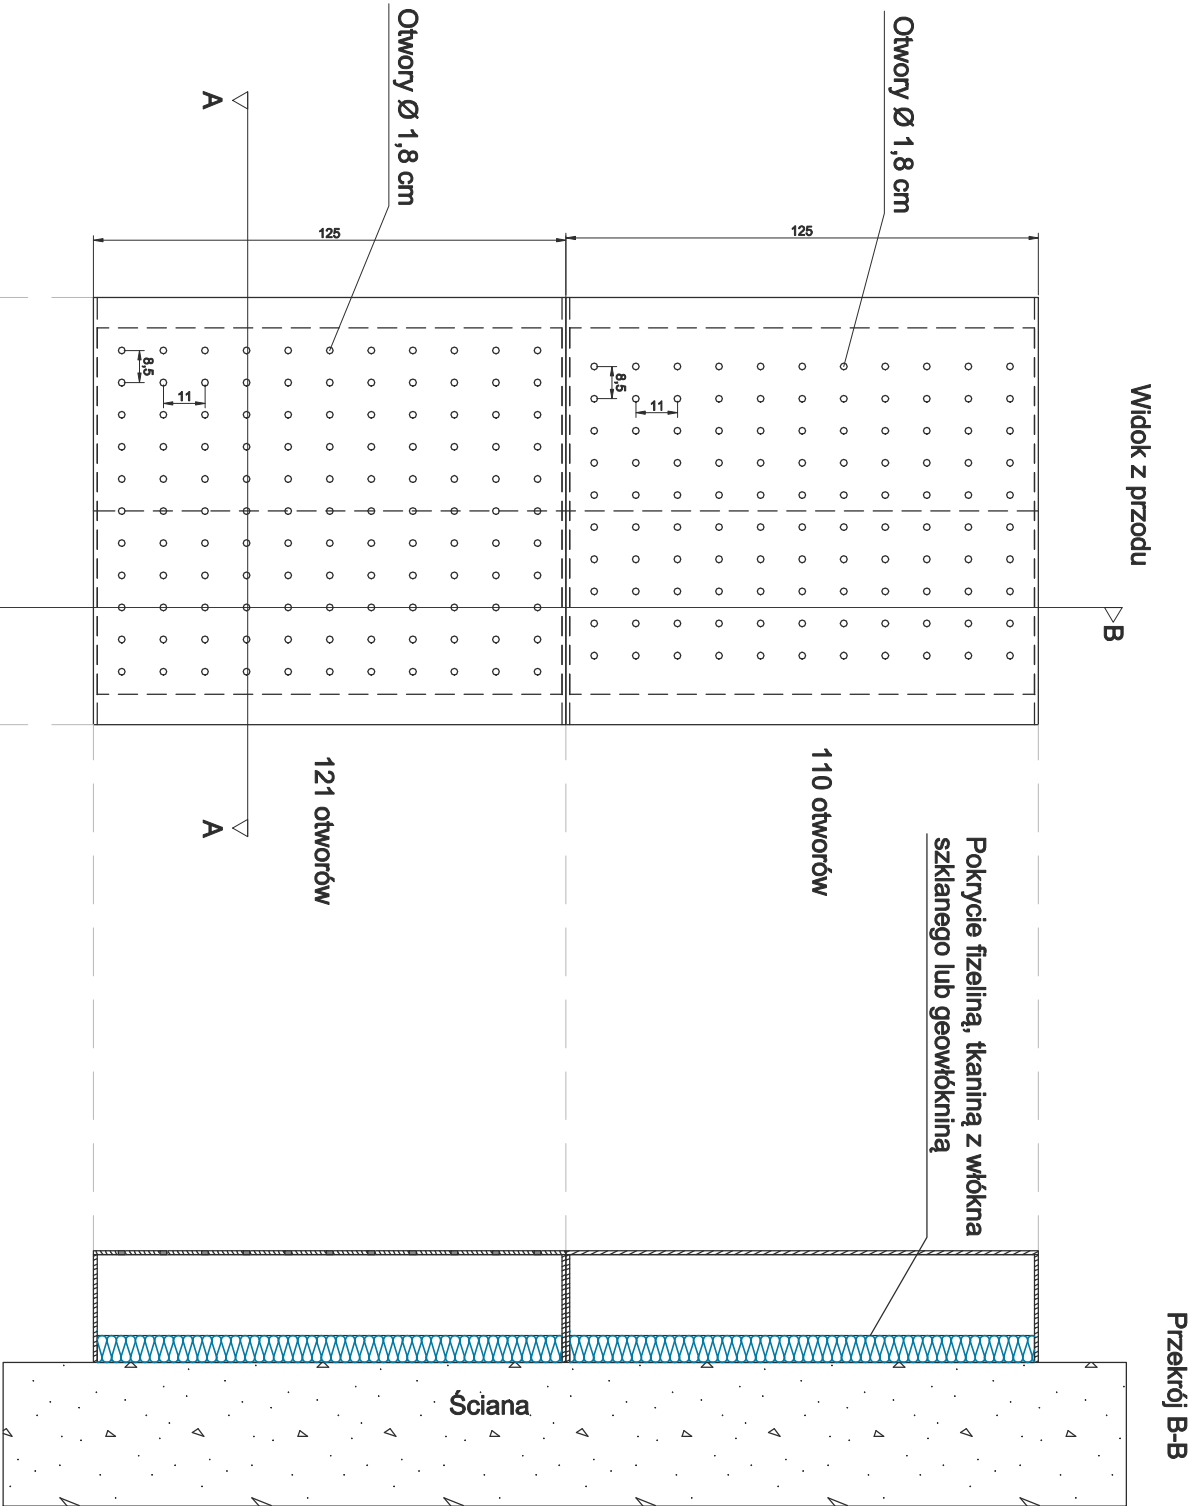 Widok z przodu
Przekrój B-B
B
Otwory Ø 1,8 cm
125
8,5
11
110 otworów
Pokrycie fizeliną, tkaniną z włókna
szklanego lub geowłókniną
Otwory Ø 1,8 cm
125
8,5
11
121 otworów
A
A
Ściana